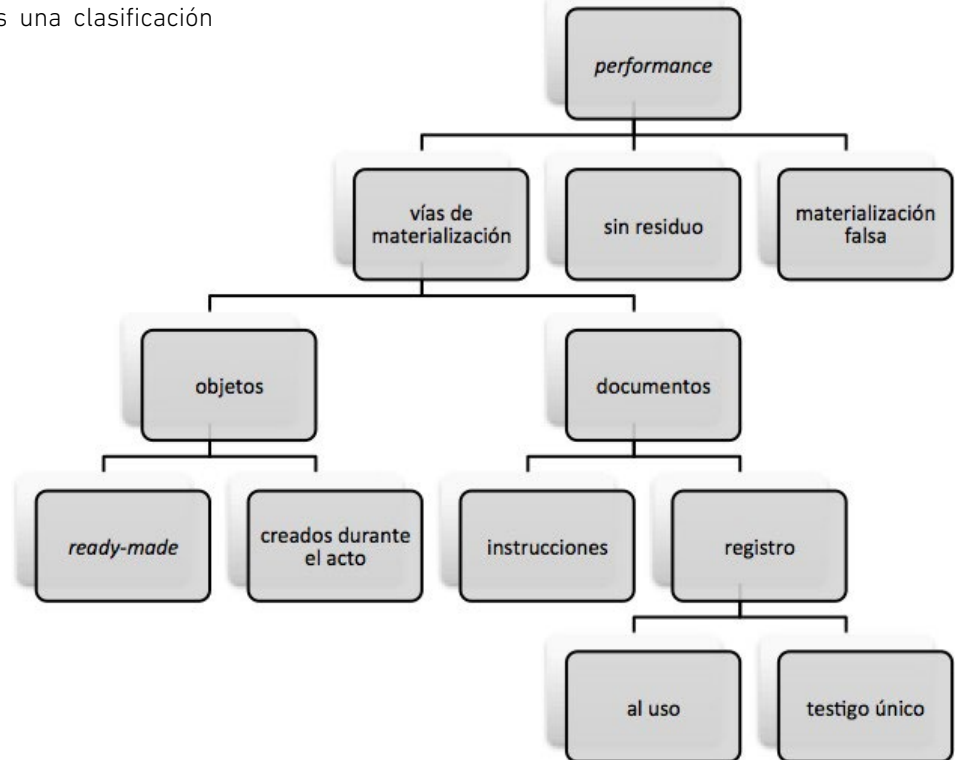 s una clasificación
performance
vías de
materialización
sin residuo
materialización
falsa
objetos
documentos
ready-made
creados durante
el acto
instrucciones
registro
al uso
testigo único